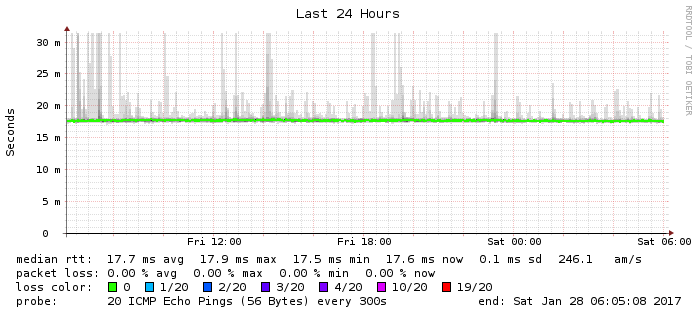 Last 24 Hours
RRDTOOL / TOBI OETIKER
Seconds
30 m
25 m
20 m
15 m
10 m
5 m
0
Fri 12:00 Fri 18:00 Sat 00:00 Sat 06:00
median rtt: 17.7 ms avg 17.9 ms max 17.5 ms min 17.6 ms now 0.1 ms sd 246.1 am/s
packet loss: 0.00 % avg 0.00 % max 0.00 % min 0.00 % now
loss color: 0 1/20 2/20 3/20 4/20 10/20 19/20
probe: 20 ICMP Echo Pings (56 Bytes) every 300s end: Sat Jan 28 06:05:08 2017